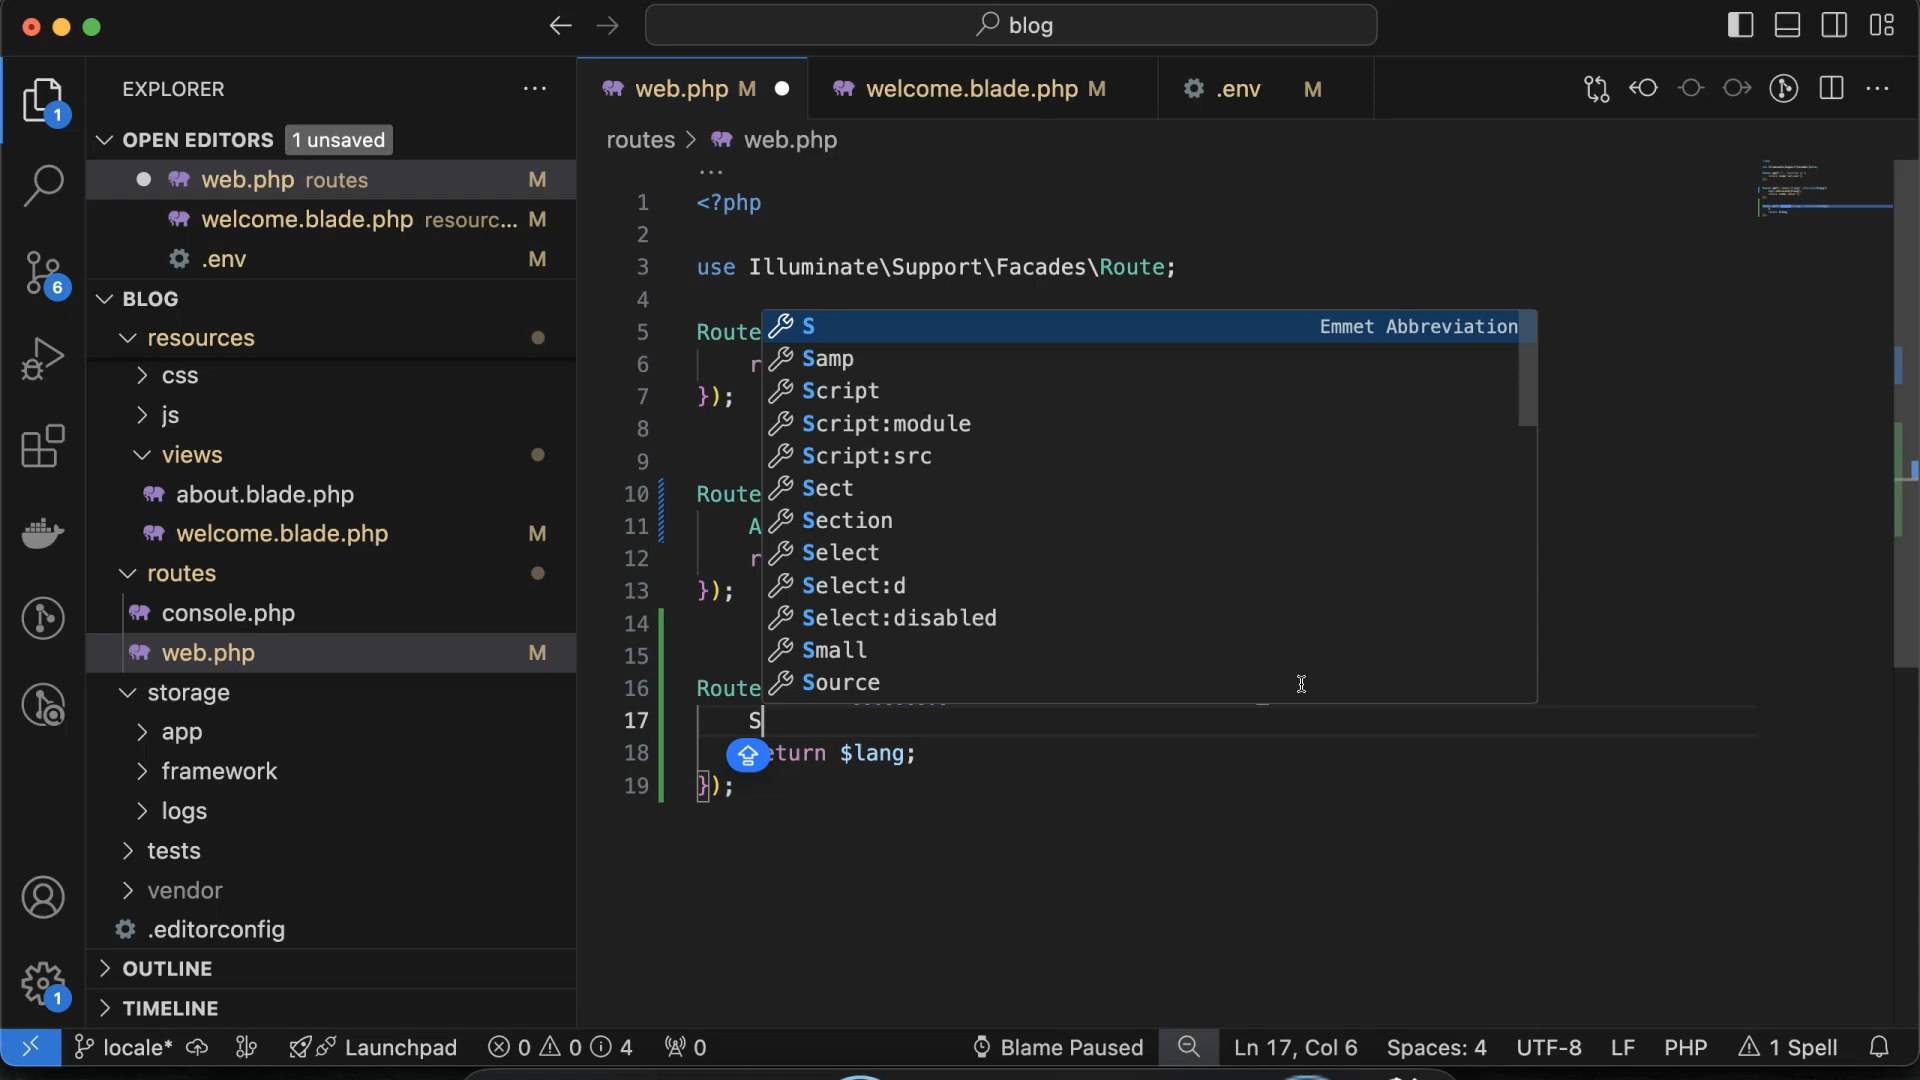 blog
EXPLORER
OPEN EDITORS 1 unsaved
web.php routes M
welcome.blade.php resourc... M
.env M
BLOG
resources
css
js
views
about.blade.php
welcome.blade.php M
routes
console.php
web.php M
storage
app
framework
logs
tests
vendor
.editorconfig
OUTLINE
TIMELINE
1
6
1
web.php M
welcome.blade.php M
.env M
routes > web.php
...
1 <?php
2
3 use Illuminate\Support\Facades\Route;
4
5 Route
6 r
7 });
8
9
10 Route
11 A
12 r
13 });
14
15
16 Route
17 S
18 eturn $lang;
19 });
S Emmet Abbreviation
Samp
Script
Script:module
Script:src
Sect
Section
Select
Select:d
Select:disabled
Small
Source
locale* Launchpad 0 0 4 0 Blame Paused Ln 17, Col 6 Spaces: 4 UTF-8 LF PHP 1 Spell